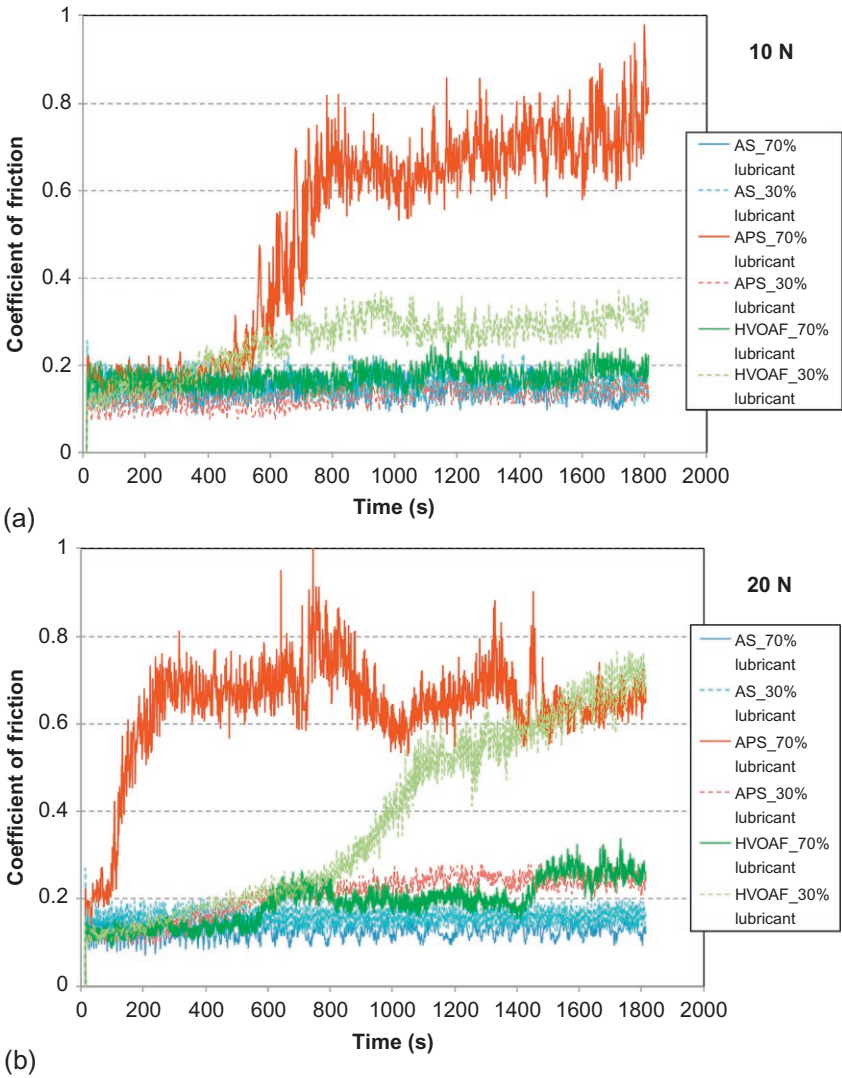 1
0.8
0.6
0.4
0.2
0
Coefficient of friction
0 200 400 600 800 1000 1200 1400 1600 1800 2000
Time (s)
10 N
AS_70%
lubricant
AS_30%
lubricant
APS_70%
lubricant
APS_30%
lubricant
HVOAF_70%
lubricant
HVOAF_30%
lubricant
(a)
1
0.8
0.6
0.4
0.2
0
Coefficient of friction
0 200 400 600 800 1000 1200 1400 1600 1800 2000
Time (s)
20 N
AS_70%
lubricant
AS_30%
lubricant
APS_70%
lubricant
APS_30%
lubricant
HVOAF_70%
lubricant
HVOAF_30%
lubricant
(b)